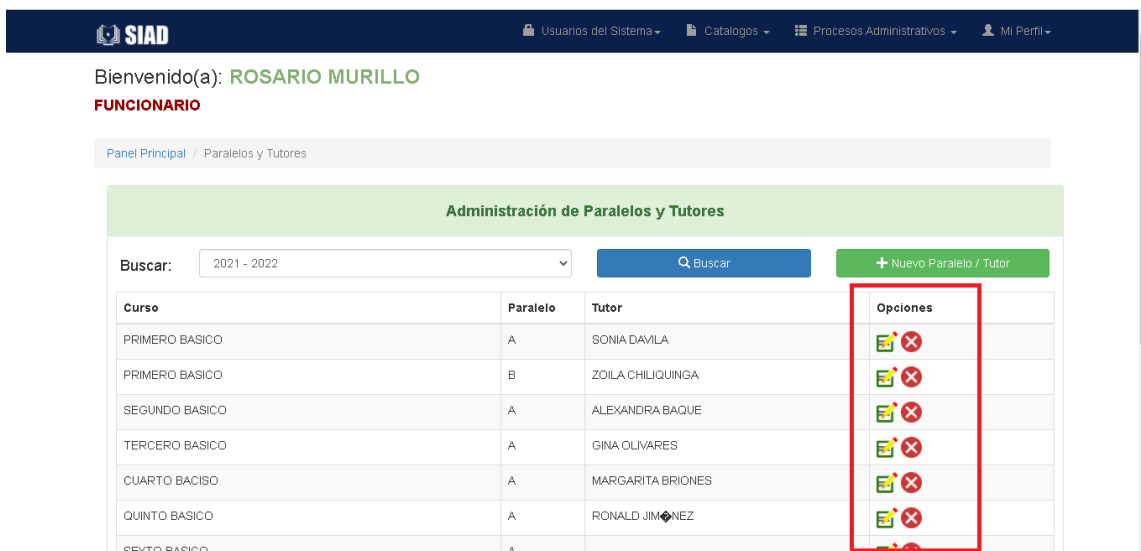 SIAD Usuarios del Sistema Catalogos Procesos Administrativos Mi Perfil
Bienvenido(a): ROSARIO MURILLO
FUNCIONARIO
Panel Principal / Paralelos y Tutores
Administración de Paralelos y Tutores
Buscar: 2021 - 2022 Buscar + Nuevo Paralelo / Tutor
Curso Paralelo Tutor Opciones
PRIMERO BASICO A SONIA DAVILA
PRIMERO BASICO B ZOILA CHILIQUINGA
SEGUNDO BASICO A ALEXANDRA BAQUE
TERCERO BASICO A GINA OLIVARES
CUARTO BACISO A MARGARITA BRIONES
QUINTO BASICO A RONALD JIM�NEZ
SEXTO BASICO A